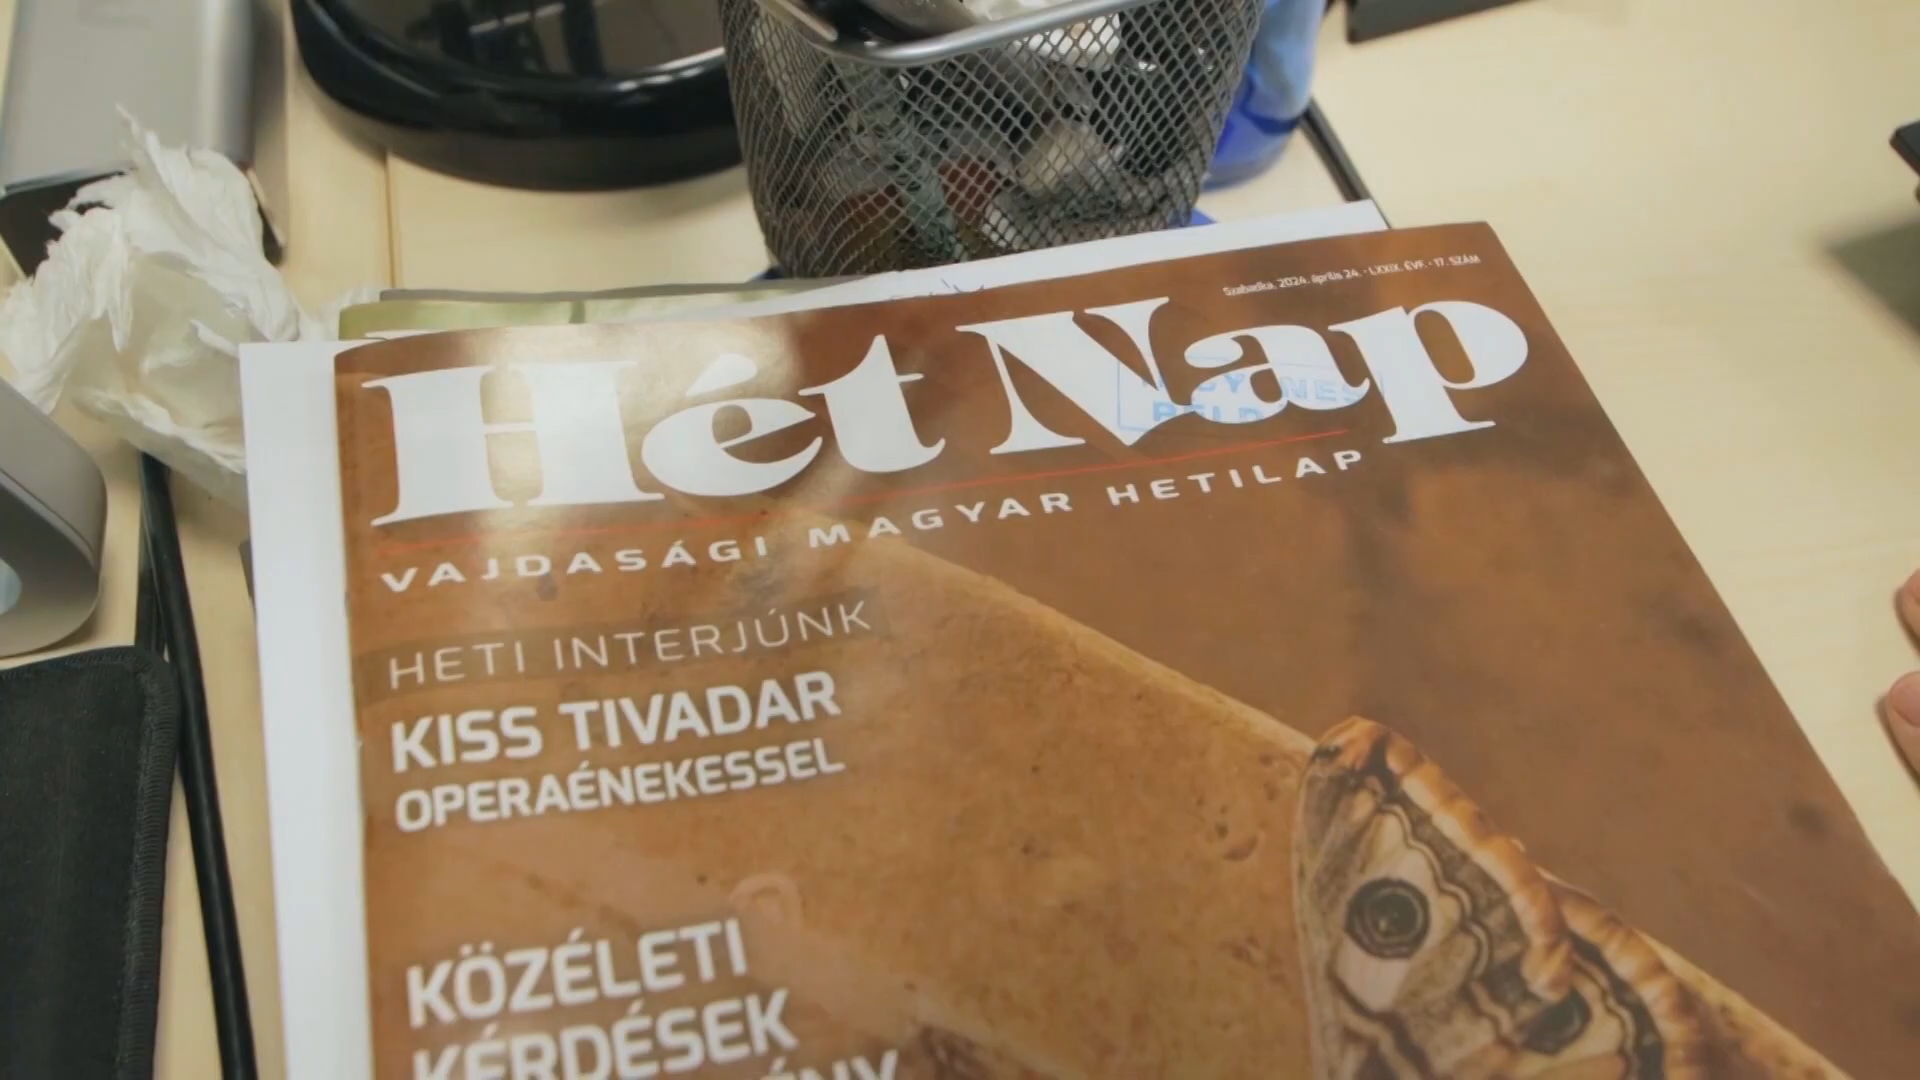 Szabadka, 2024. április 24. · LXXIX. ÉVF. · 17. SZÁM
Hét Nap
VAJDASÁGI MAGYAR HETILAP
HETI INTERJÚNK
KISS TIVADAR
OPERAÉNEKESSEL
KÖZÉLETI
KÉRDÉSEK